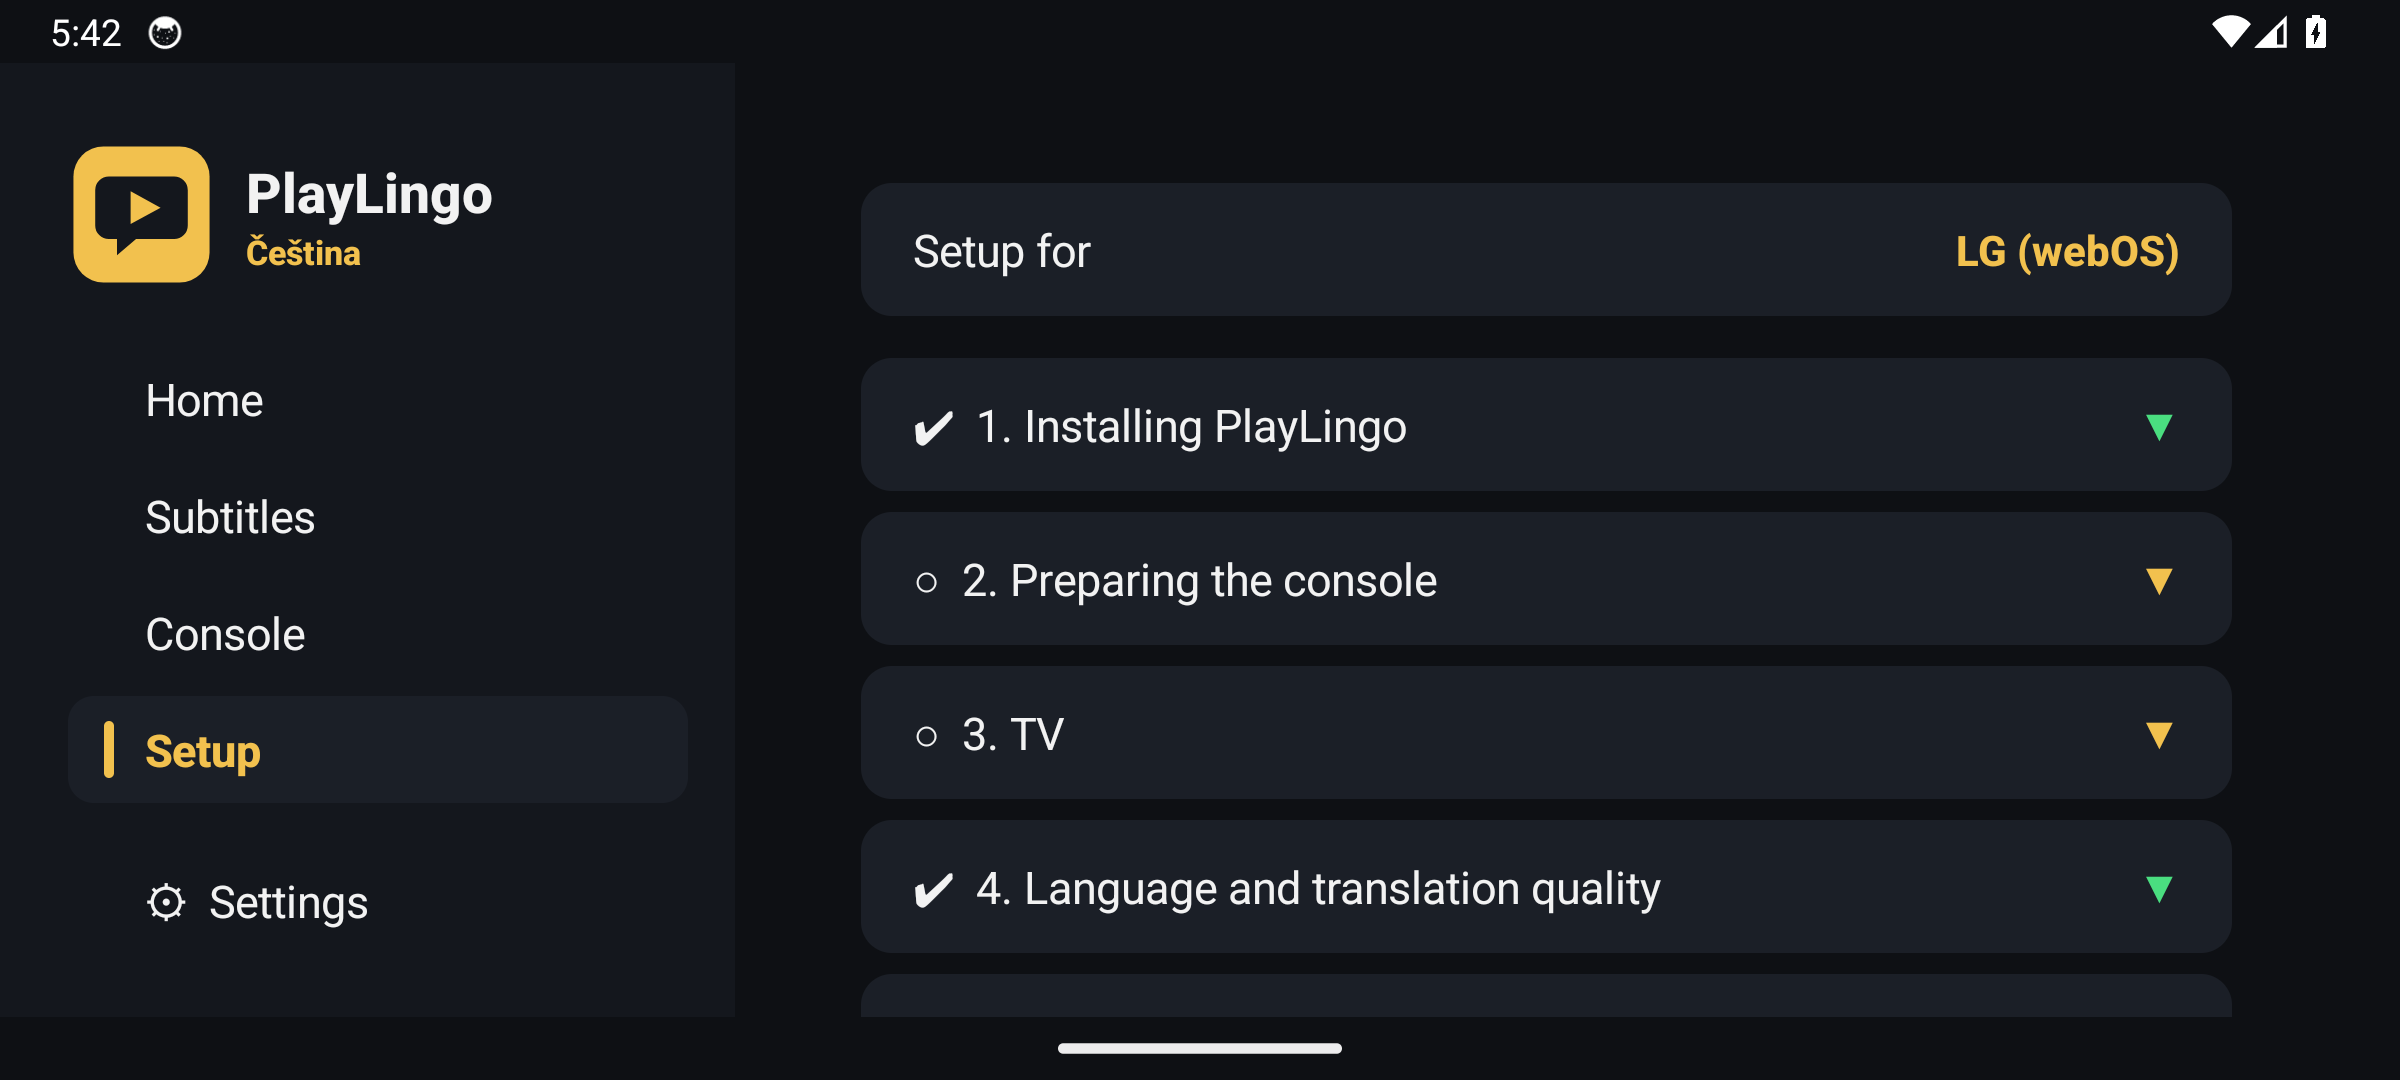 5:42
PlayLingo
Čeština
Home
Subtitles
Console
Setup
Settings
Setup for
LG (webOS)
✔ 1. Installing PlayLingo ▼
○ 2. Preparing the console ▼
○ 3. TV ▼
✔ 4. Language and translation quality ▼